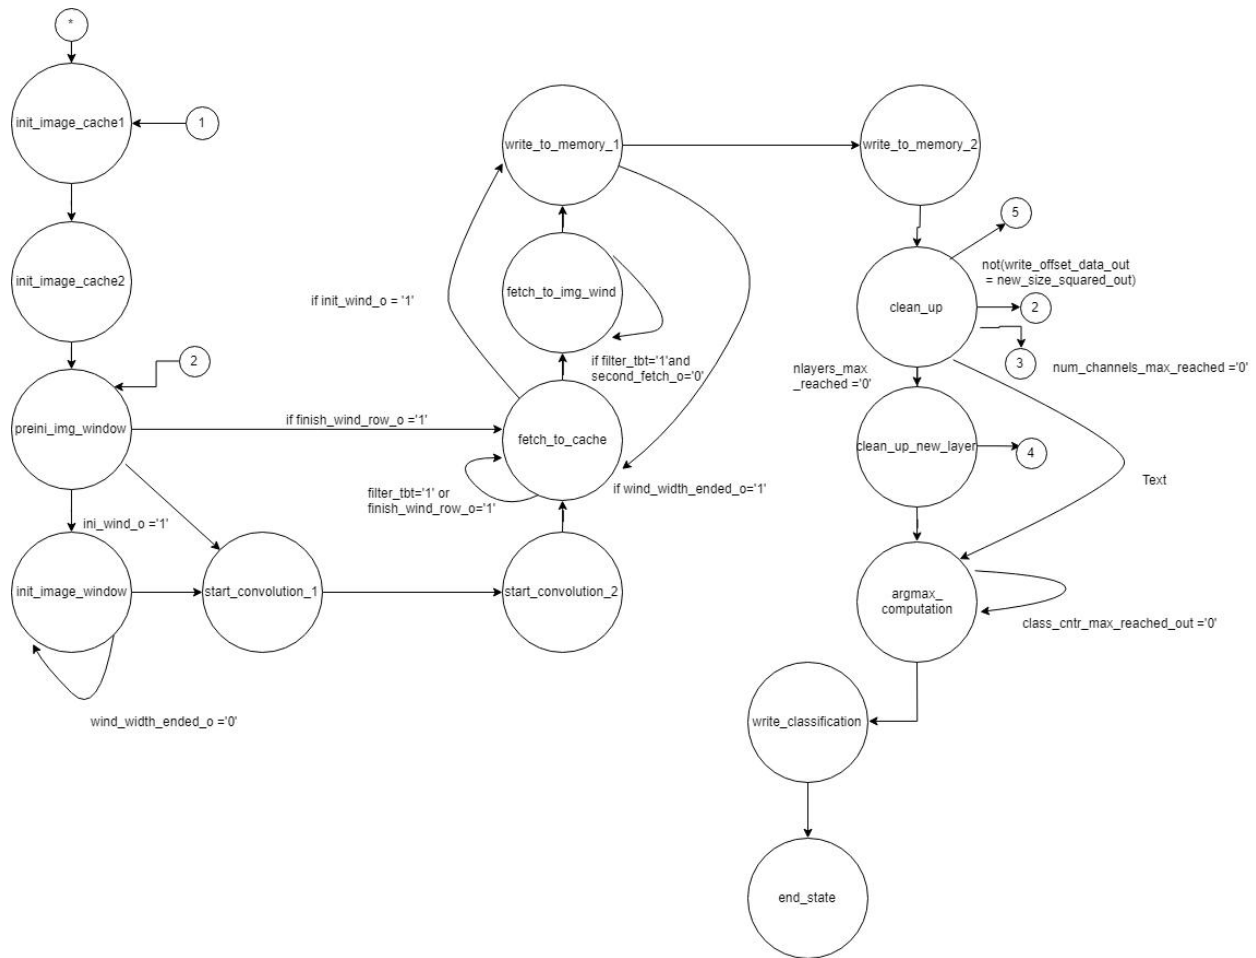 *
init_image_cache1
1
init_image_cache2
2
preini_img_window
if finish_wind_row_o ='1'
ini_wind_o ='1'
init_image_window
wind_width_ended_o ='0'
start_convolution_1
start_convolution_2
filter_tbt='1' or
finish_wind_row_o='1'
fetch_to_cache
if wind_width_ended_o='1'
if init_wind_o = '1'
fetch_to_img_wind
if filter_tbt='1'and
second_fetch_o='0'
write_to_memory_1
write_to_memory_2
5
not(write_offset_data_out
= new_size_squared_out)
clean_up
2
3
num_channels_max_reached ='0'
nlayers_max
_reached ='0'
clean_up_new_layer
4
Text
argmax_
computation
class_cntr_max_reached_out ='0'
write_classification
end_state